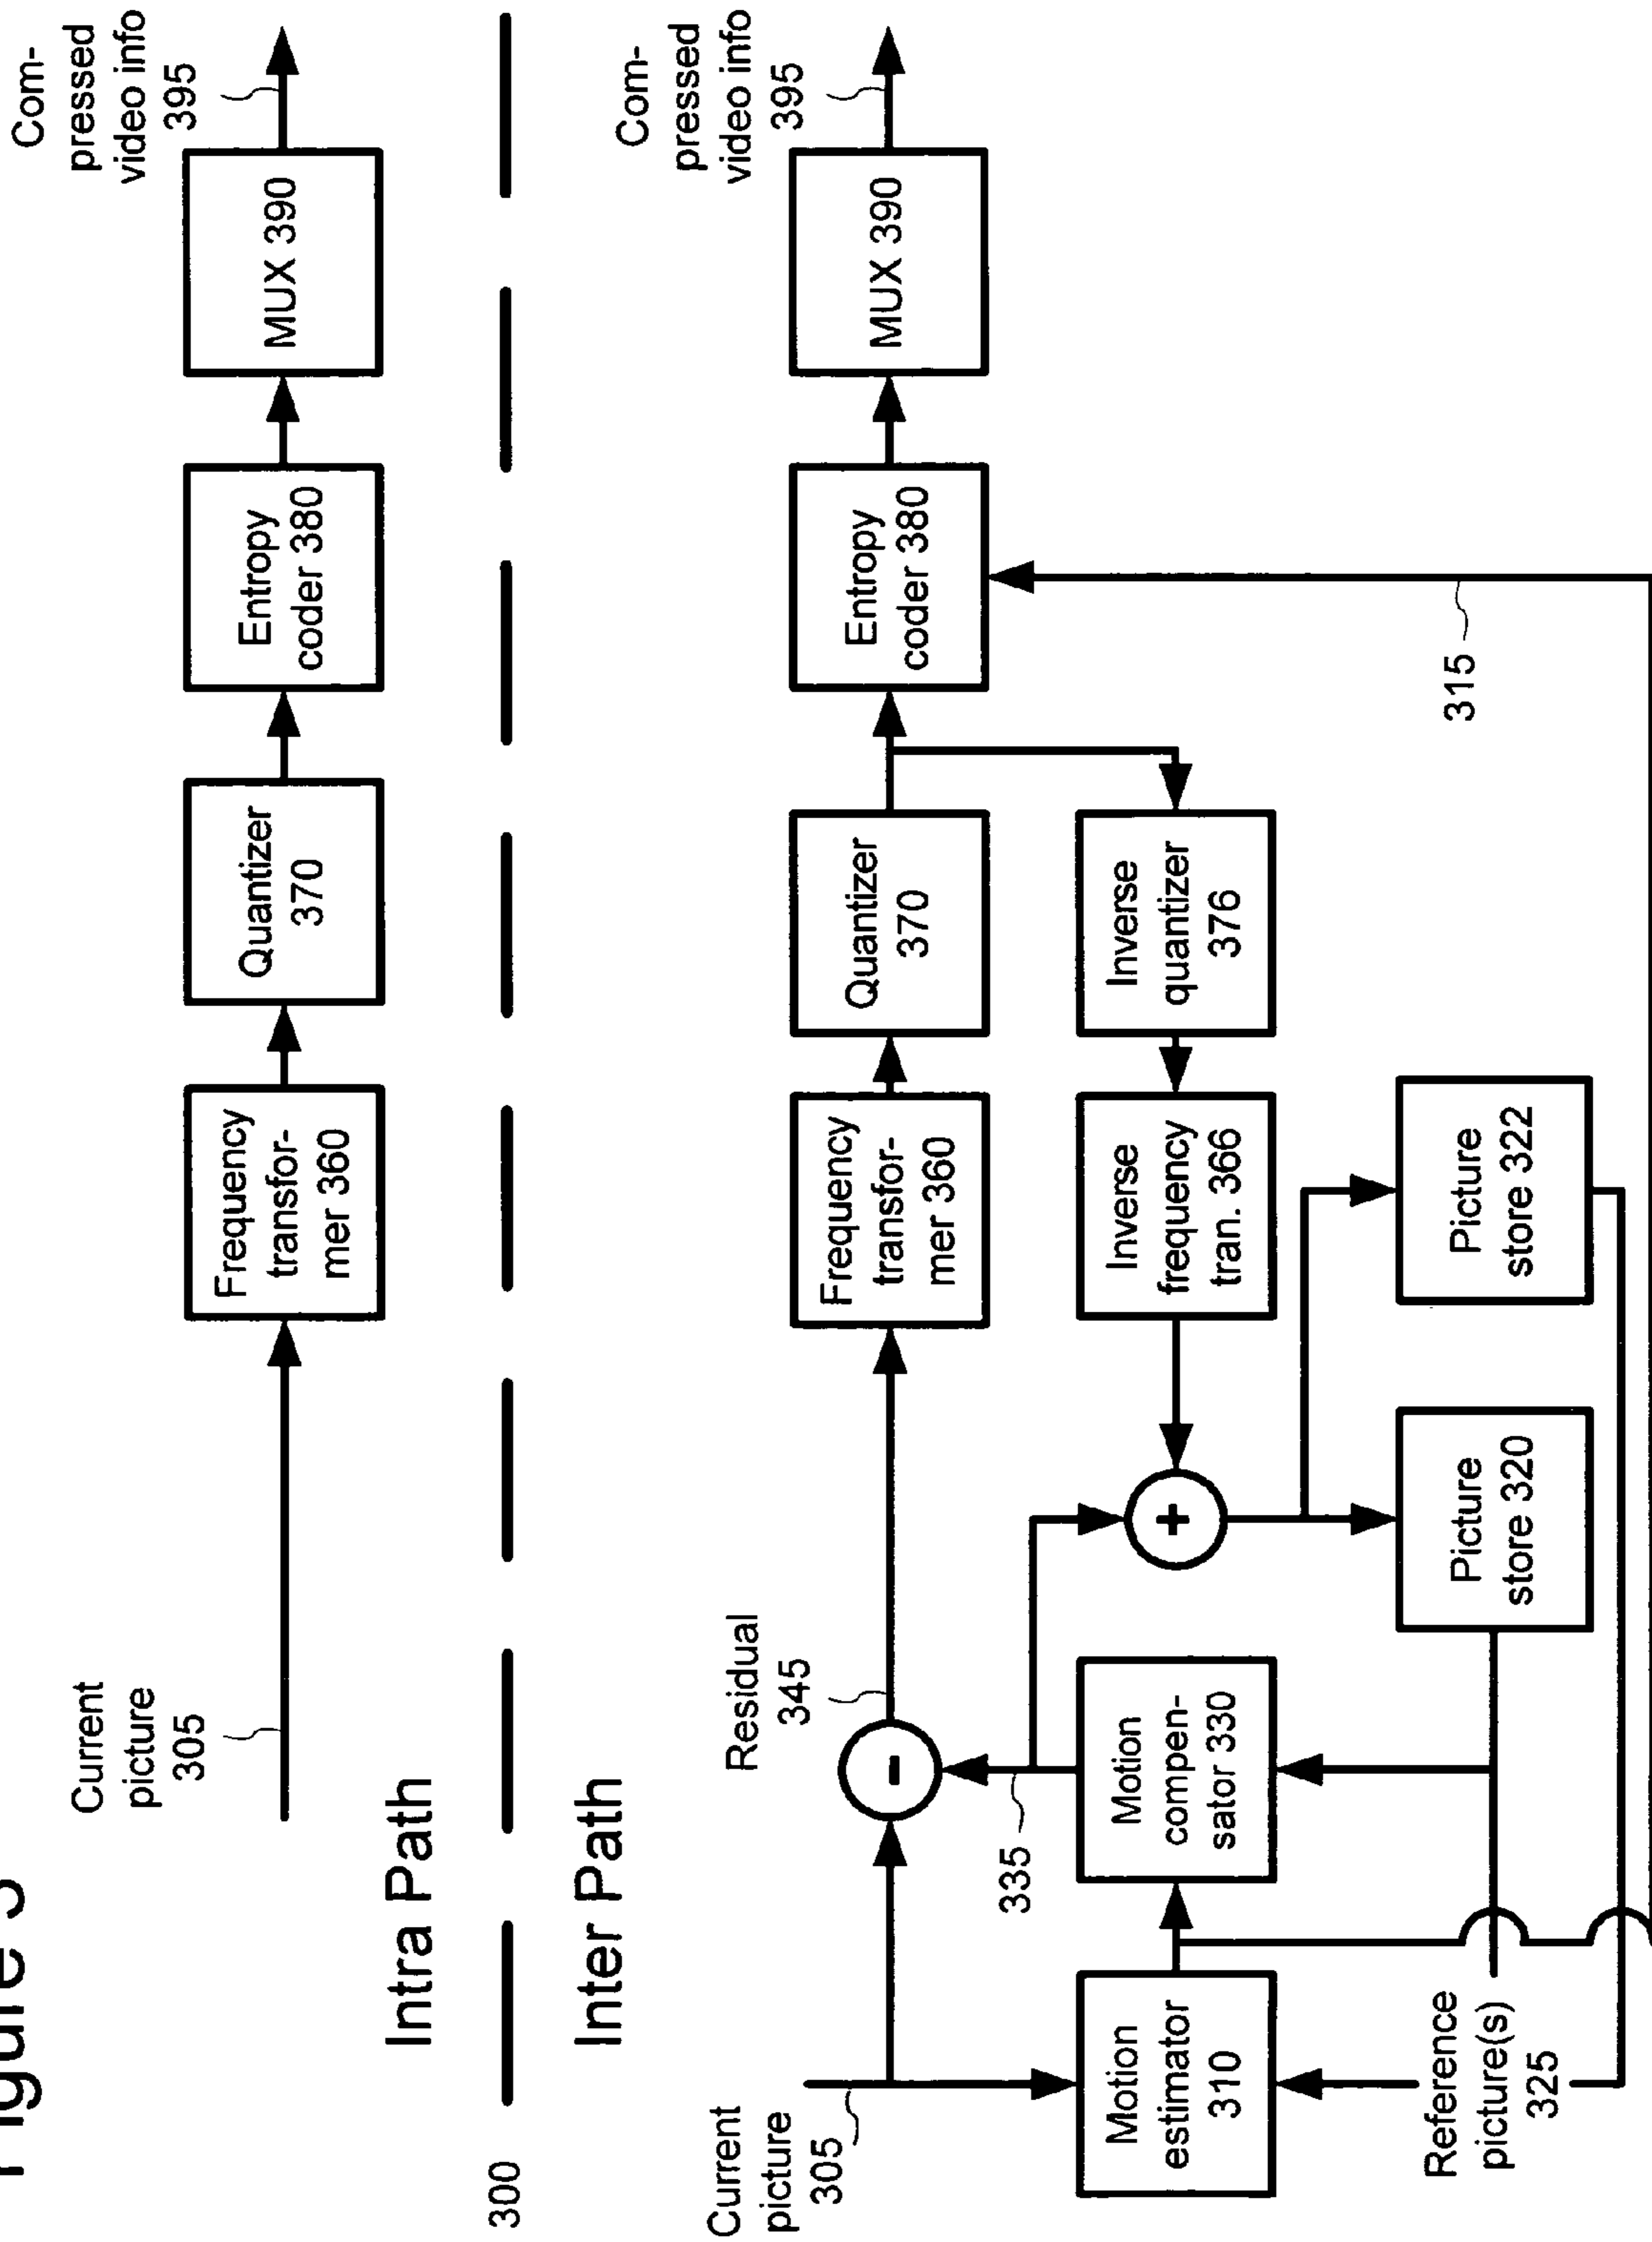 Figure 3
Current
picture
305
Frequency
transfor-
mer 360
Quantizer
370
Entropy
coder 380
MUX 390
Com-
pressed
video info
395
Intra Path
300
Inter Path
Current
picture
305
Residual
345
Frequency
transfor-
mer 360
Quantizer
370
Entropy
coder 380
MUX 390
Com-
pressed
video info
395
-
335
Motion
estimator
310
Motion
compen-
sator 330
+
Inverse
frequency
tran. 366
Inverse
quantizer
376
315
Reference
picture(s)
325
Picture
store 320
Picture
store 322